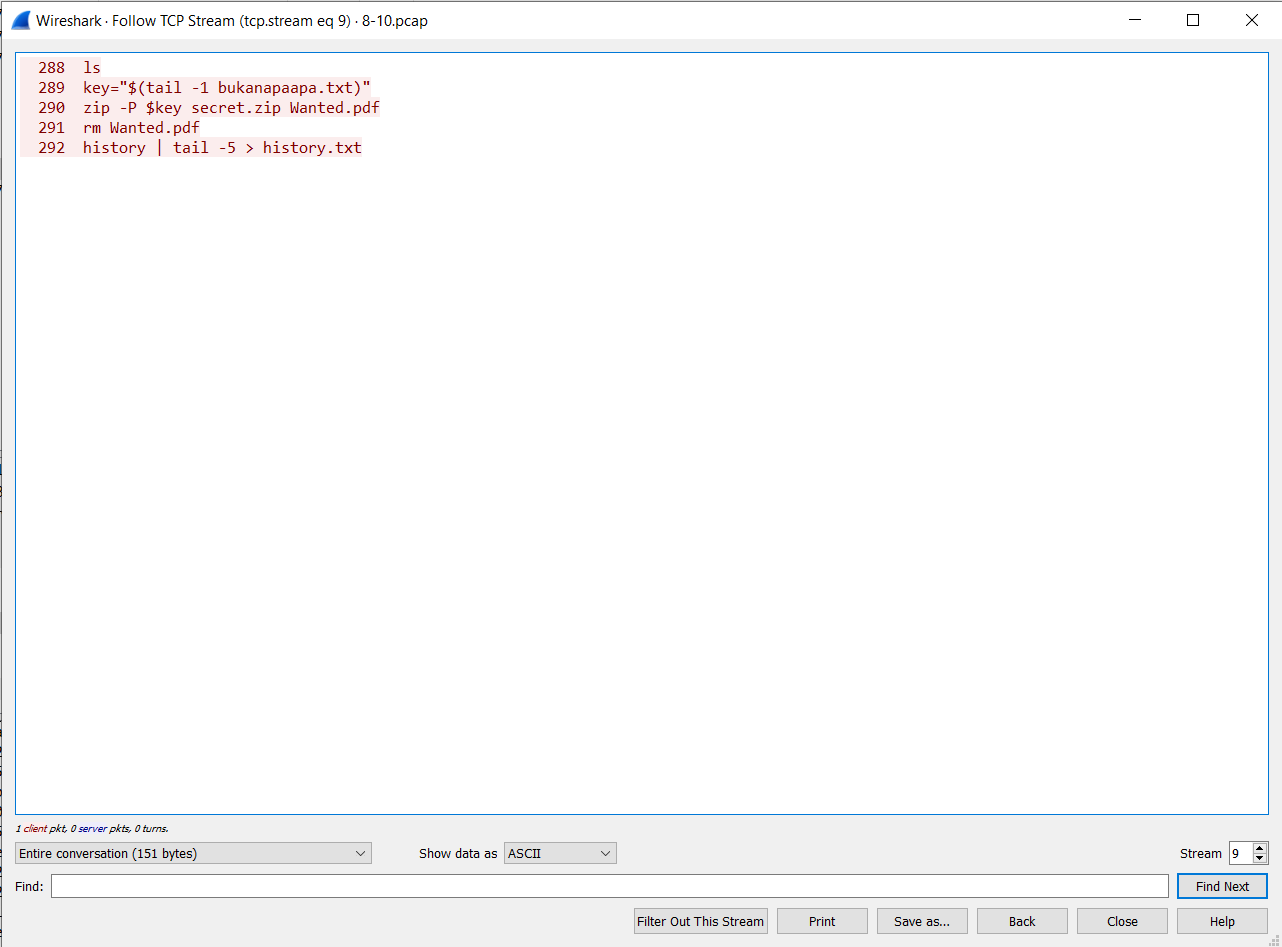 Wireshark · Follow TCP Stream (tcp.stream eq 9) · 8-10.pcap
288  ls
289  key="$(tail -1 bukanapaapa.txt)"
290  zip -P $key secret.zip Wanted.pdf
291  rm Wanted.pdf
292  history | tail -5 > history.txt
1 client pkt, 0 server pkts, 0 turns.
Entire conversation (151 bytes) Show data as ASCII Stream 9
Find: Find Next
Filter Out This Stream Print Save as... Back Close Help